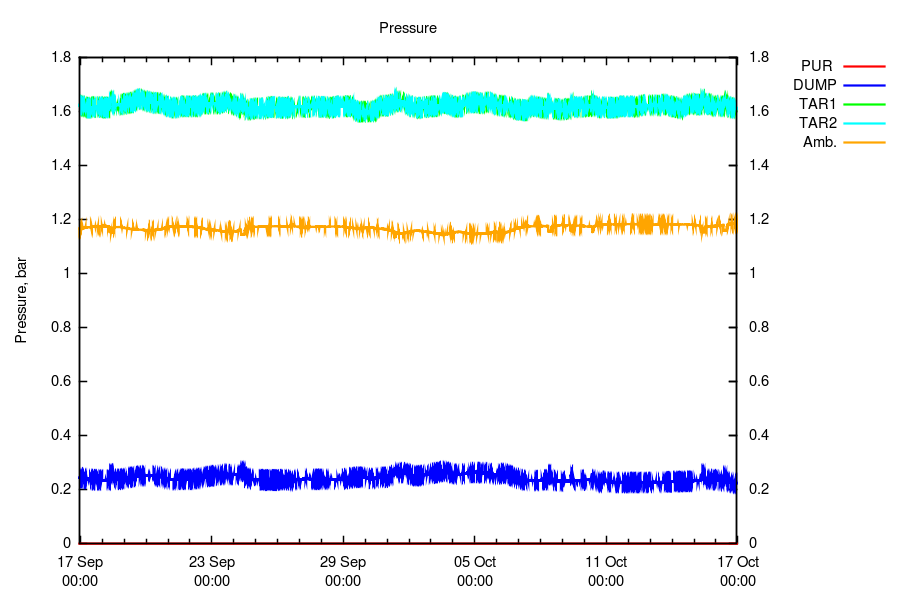 Pressure
1.8
1.6
1.4
1.2
1
0.8
0.6
0.4
0.2
0
Pressure, bar
1.8
1.6
1.4
1.2
1
0.8
0.6
0.4
0.2
0
17 Sep 23 Sep 29 Sep 05 Oct 11 Oct 17 Oct
00:00 00:00 00:00 00:00 00:00 00:00
PUR
DUMP
TAR1
TAR2
Amb.